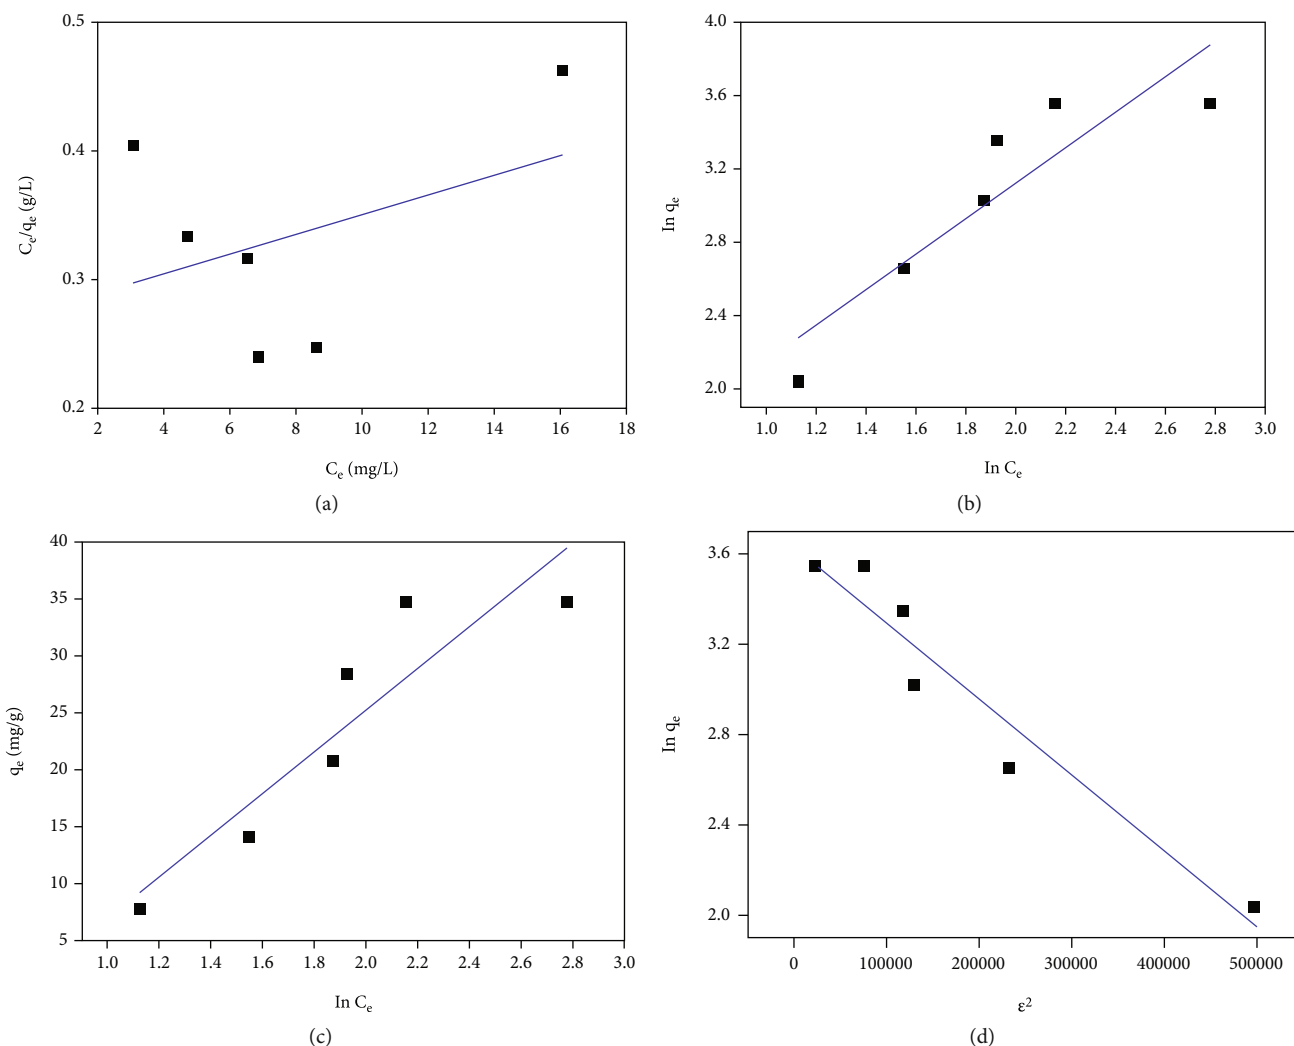 0.5
0.4
0.3
0.2
2 4 6 8 10 12 14 16 18
Ce/qe (g/L)
Ce (mg/L)
(a)
4.0
3.6
3.2
2.8
2.4
2.0
1.0 1.2 1.4 1.6 1.8 2.0 2.2 2.4 2.6 2.8 3.0
In qe
In Ce
(b)
40
35
30
25
20
15
10
5
1.0 1.2 1.4 1.6 1.8 2.0 2.2 2.4 2.6 2.8 3.0
qe (mg/g)
In Ce
(c)
3.6
3.2
2.8
2.4
2.0
0 100000 200000 300000 400000 500000
In qe
ε²
(d)